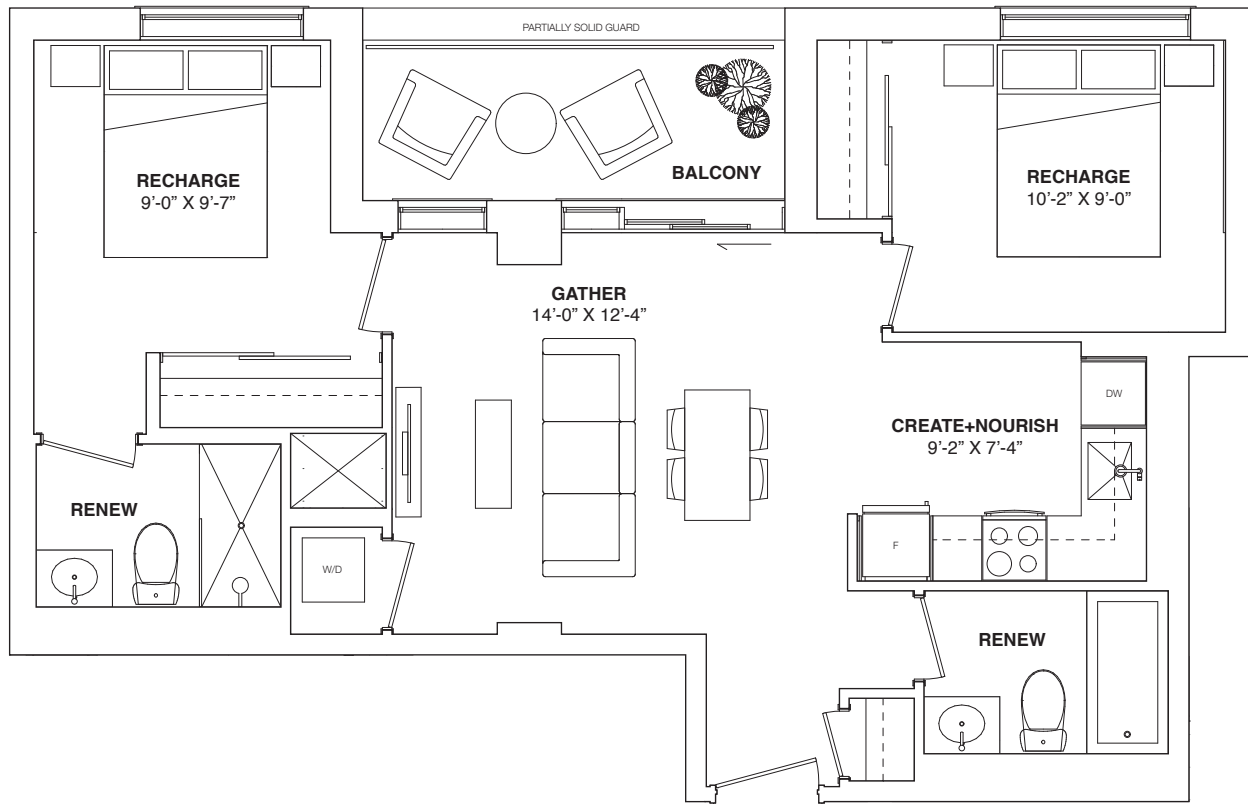 PARTIALLY SOLID GUARD
BALCONY
RECHARGE
9’-0” X 9’-7”
RECHARGE
10’-2” X 9’-0”
GATHER
14’-0” X 12’-4”
DW
CREATE+NOURISH
9’-2” X 7’-4”
RENEW
F
W/D
RENEW